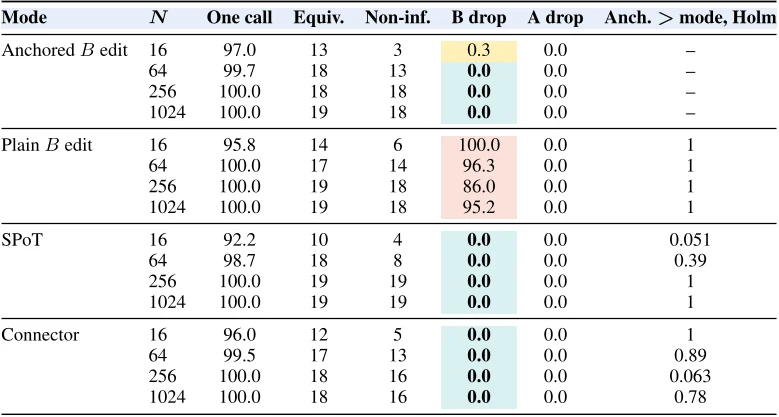 Mode N One call Equiv. Non-inf. B drop A drop Anch. > mode, Holm
Anchored B edit 16 97.0 13 3 0.3 0.0 –
64 99.7 18 13 0.0 0.0 –
256 100.0 18 18 0.0 0.0 –
1024 100.0 19 18 0.0 0.0 –
Plain B edit 16 95.8 14 6 100.0 0.0 1
64 100.0 17 14 96.3 0.0 1
256 100.0 19 18 86.0 0.0 1
1024 100.0 19 18 95.2 0.0 1
SPoT 16 92.2 10 4 0.0 0.0 0.051
64 98.7 18 8 0.0 0.0 0.39
256 100.0 19 19 0.0 0.0 1
1024 100.0 19 19 0.0 0.0 1
Connector 16 96.0 12 5 0.0 0.0 1
64 99.5 17 13 0.0 0.0 0.89
256 100.0 18 16 0.0 0.0 0.063
1024 100.0 18 16 0.0 0.0 0.78